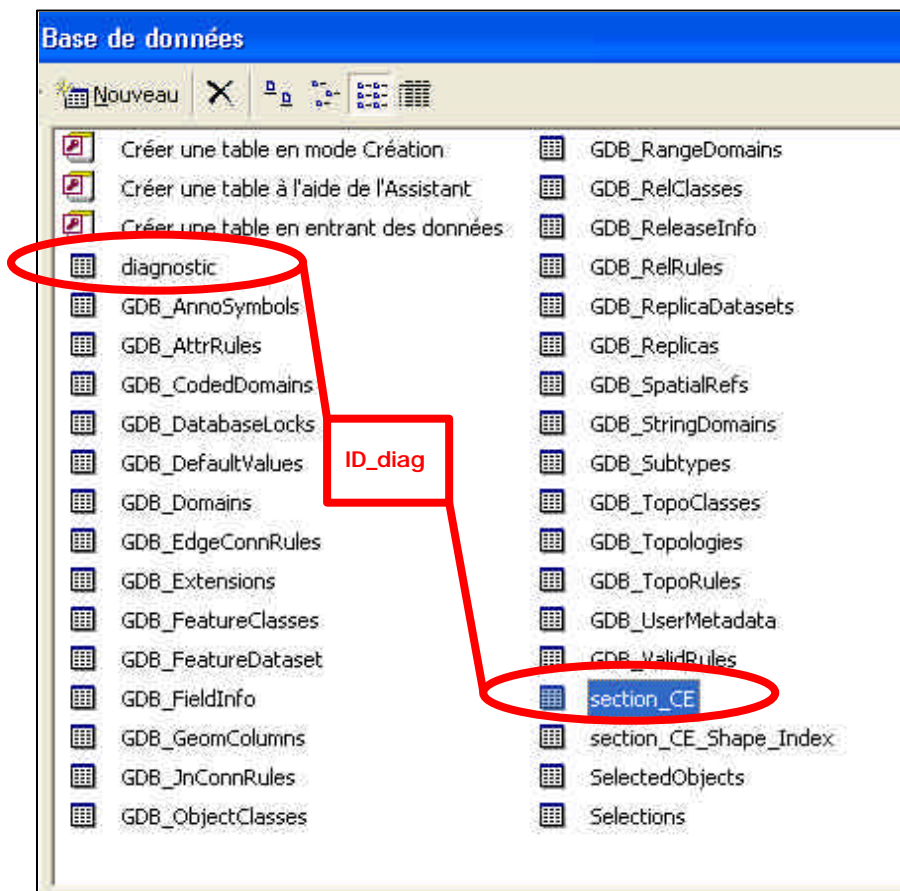 Base de données
Nouveau
Créer une table en mode Création
Créer une table à l'aide de l'Assistant
Créer une table en entrant des données
diagnostic
GDB_AnnoSymbols
GDB_AttrRules
GDB_CodedDomains
GDB_DatabaseLocks
GDB_DefaultValues
GDB_Domains
GDB_EdgeConnRules
GDB_Extensions
GDB_FeatureClasses
GDB_FeatureDataset
GDB_FieldInfo
GDB_GeomColumns
GDB_JnConnRules
GDB_ObjectClasses
ID_diag
GDB_RangeDomains
GDB_RelClasses
GDB_ReleaseInfo
GDB_RelRules
GDB_ReplicaDatasets
GDB_Replicas
GDB_SpatialRefs
GDB_StringDomains
GDB_Subtypes
GDB_TopoClasses
GDB_Topologies
GDB_TopoRules
GDB_UserMetadata
GDB_ValidRules
section_CE
section_CE_Shape_Index
SelectedObjects
Selections